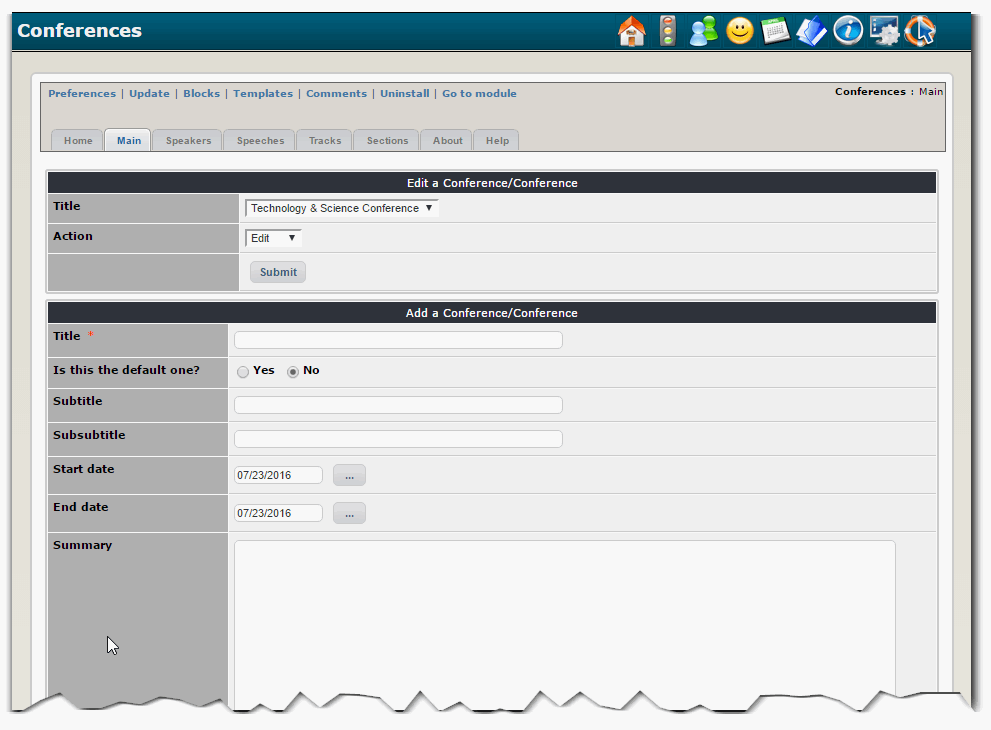 Conferences
Preferences | Update | Blocks | Templates | Comments | Uninstall | Go to module
Conferences : Main
Home Main Speakers Speeches Tracks Sections About Help
Edit a Conference/Conference
Title Technology & Science Conference ▼
Action Edit ▼
Submit
Add a Conference/Conference
Title *
Is this the default one? Yes No
Subtitle
Subsubtitle
Start date 07/23/2016 ...
End date 07/23/2016 ...
Summary